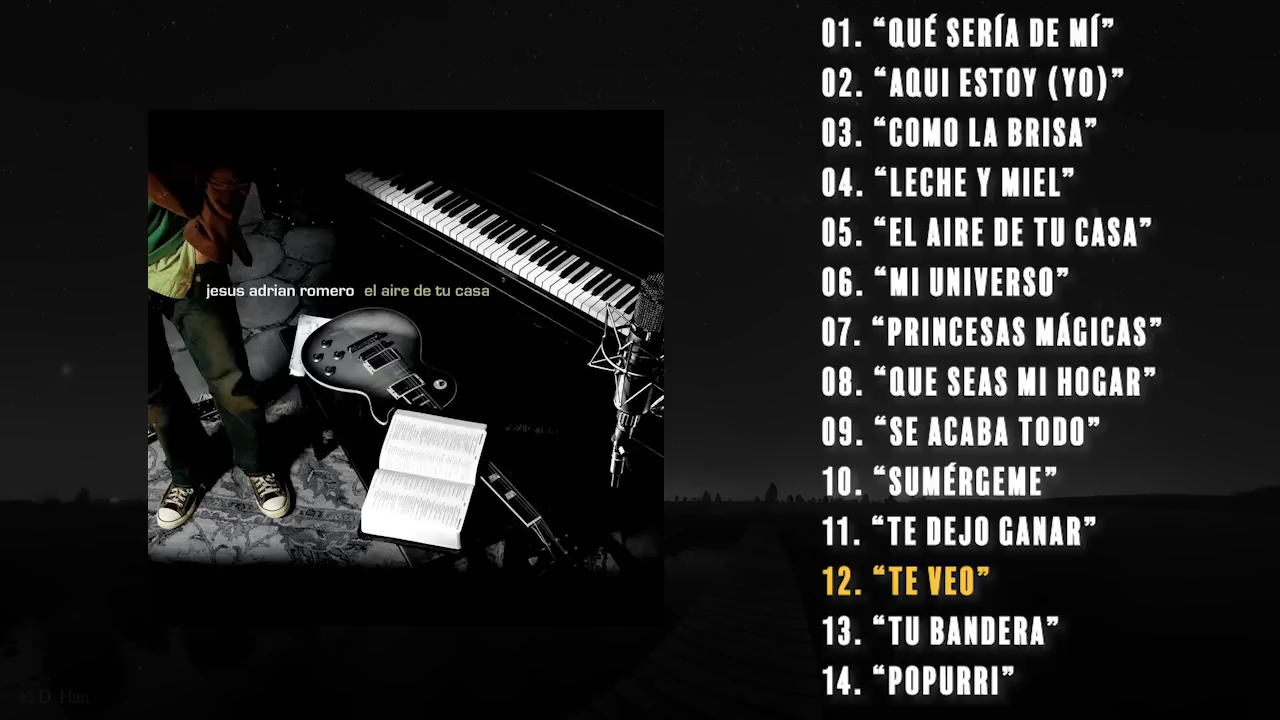 jesus adrian romero el aire de tu casa
01. “QUÉ SERÍA DE MÍ”
02. “AQUI ESTOY (YO)”
03. “COMO LA BRISA”
04. “LECHE Y MIEL”
05. “EL AIRE DE TU CASA”
06. “MI UNIVERSO”
07. “PRINCESAS MÁGICAS”
08. “QUE SEAS MI HOGAR”
09. “SE ACABA TODO”
10. “SUMÉRGEME”
11. “TE DEJO GANAR”
12. “TE VEO”
13. “TU BANDERA”
14. “POPURRI”
© D. Han